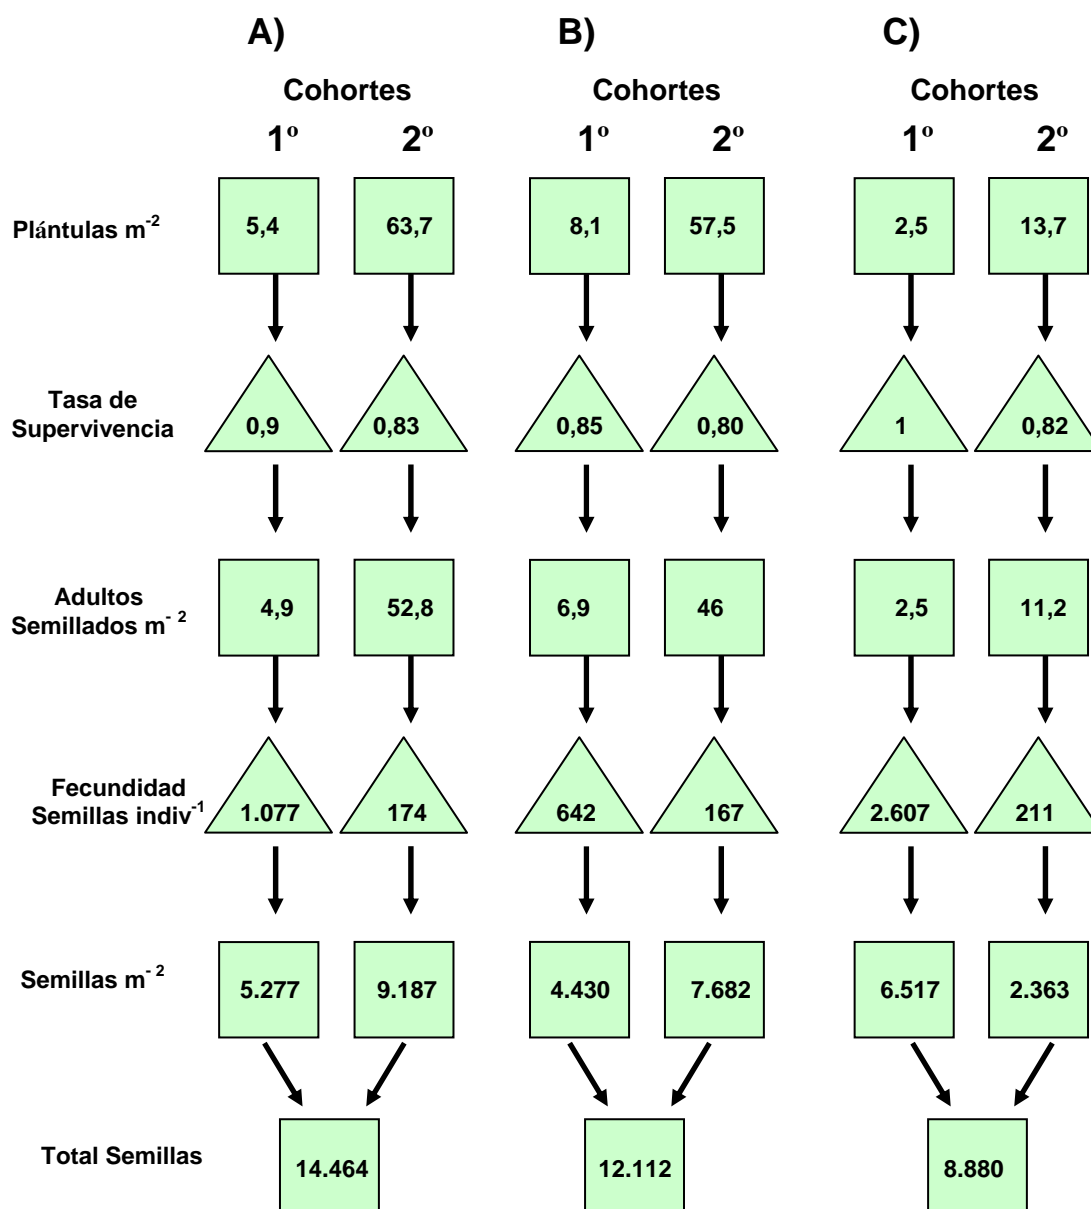 A) B) C)
Cohortes Cohortes Cohortes
1º 2º 1º 2º 1º 2º
Plántulas m⁻² 5,4 63,7 8,1 57,5 2,5 13,7
Tasa de
Supervivencia 0,9 0,83 0,85 0,80 1 0,82
Adultos
Semillados m⁻ ² 4,9 52,8 6,9 46 2,5 11,2
Fecundidad
Semillas indiv⁻¹ 1.077 174 642 167 2.607 211
Semillas m⁻ ² 5.277 9.187 4.430 7.682 6.517 2.363
Total Semillas 14.464 12.112 8.880